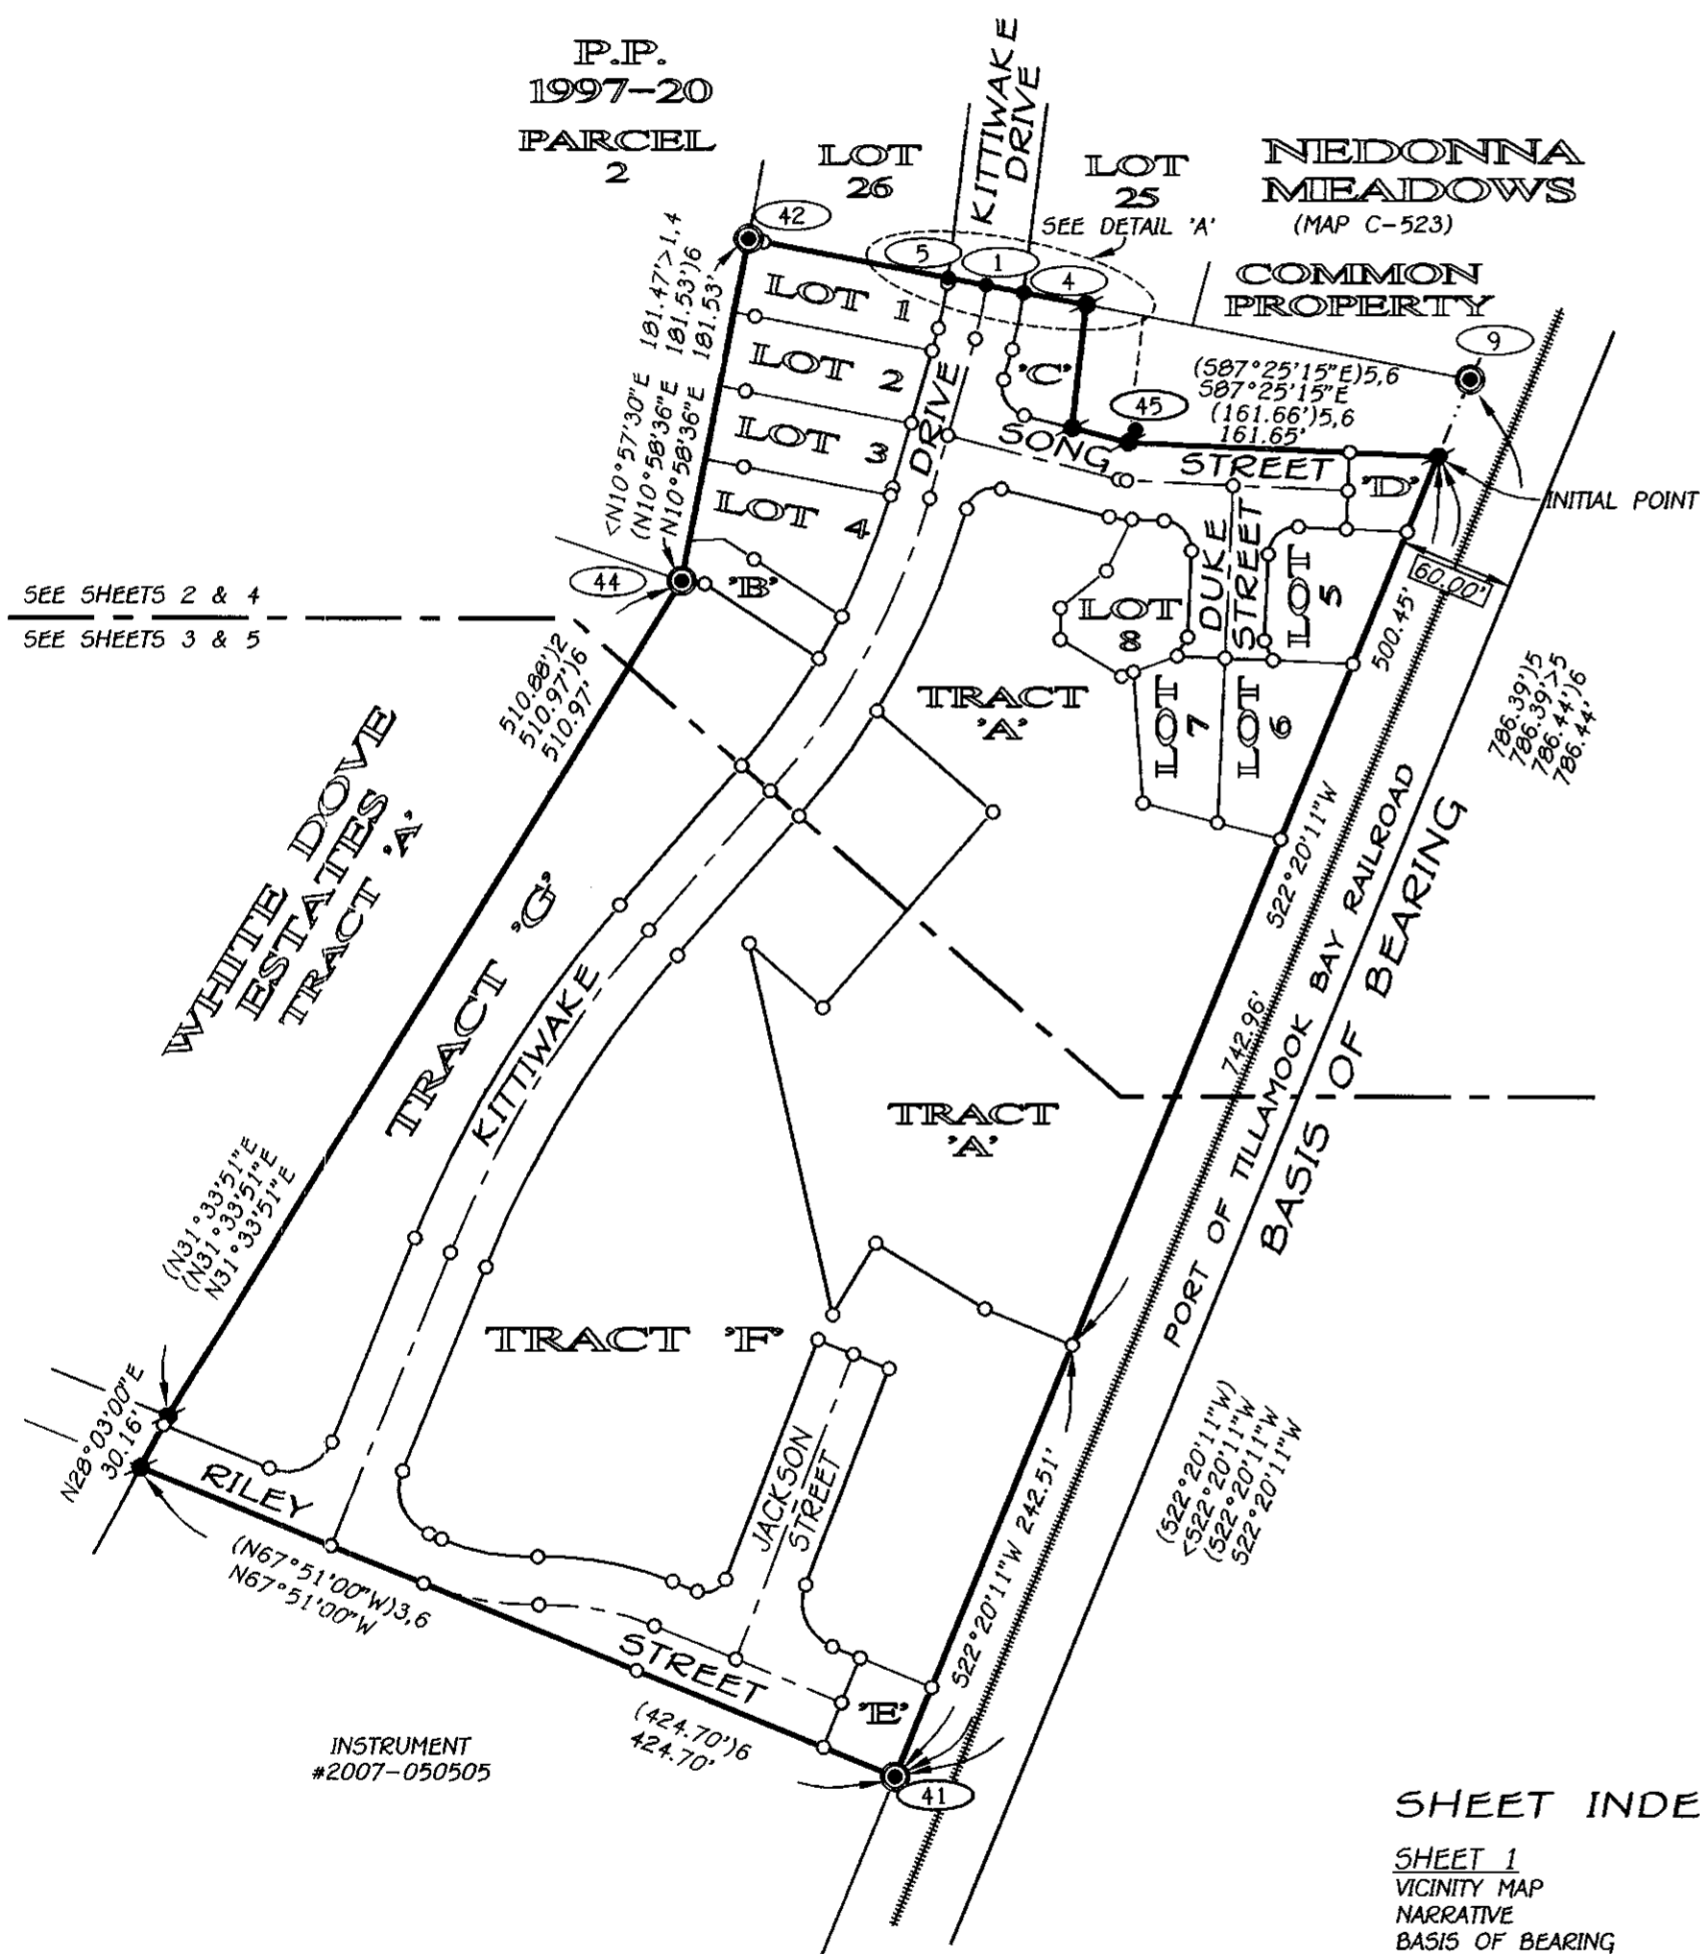 P.P.
1997-20
PARCEL
2
LOT
26
KITTIWAKE
DRIVE
LOT
25
SEE DETAIL 'A'
NEDONNA
MEADOWS
(MAP C-523)
COMMON
PROPERTY
42
5
1
4
9
45
44
41
181.47'>1,4
181.53')6
181.53'
<N10°57'30"E
(N10°58'36"E
N10°58'36"E
LOT 1
LOT 2
LOT 3
LOT 4
'B'
DRIVE
'C'
(S87°25'15"E)5,6
S87°25'15"E
(161.66')5,6
161.65'
SONG
STREET
'D'
INITIAL POINT
DUKE
STREET
LOT
5
LOT
8
LOT
7
LOT
6
60.00'
500.45'
786.39')5
786.39'>5
786.44')6
786.44'
SEE SHEETS 2 & 4
SEE SHEETS 3 & 5
510.88')2
510.97')6
510.97'
TRACT
'A'
WHITE DOVE
ESTATES
TRACT 'A'
TRACT 'G'
KITTIWAKE
S22°20'11"W
742.96'
PORT OF TILLAMOOK BAY RAILROAD
BASIS OF BEARING
TRACT
'A'
(N31°33'51"E
(N31°33'51"E
N31°33'51"E
TRACT 'F'
N28°03'00"E
30.16'
RILEY
JACKSON
STREET
S22°20'11"W 242.51'
(S22°20'11"W)
<S22°20'11"W
(S22°20'11"W
S22°20'11"W
(N67°51'00"W)3,6
N67°51'00"W
STREET
'E'
(424.70')6
424.70'
INSTRUMENT
#2007-050505
SHEET INDE
SHEET 1
VICINITY MAP
NARRATIVE
BASIS OF BEARING